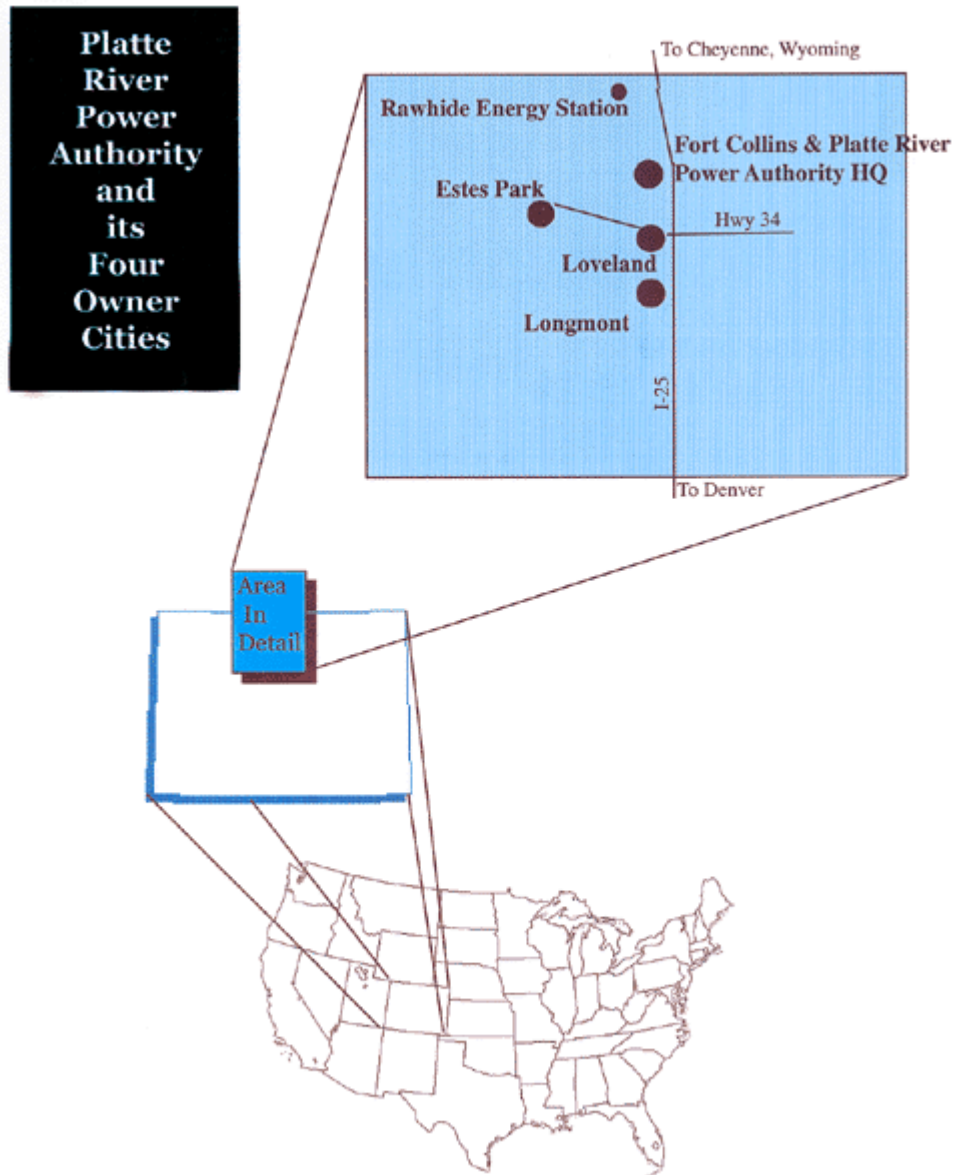 Platte
River
Power
Authority
and
its
Four
Owner
Cities
To Cheyenne, Wyoming
Rawhide Energy Station
Fort Collins & Platte River
Power Authority HQ
Estes Park
Hwy 34
Loveland
Longmont
I-25
To Denver
Area
In
Detail